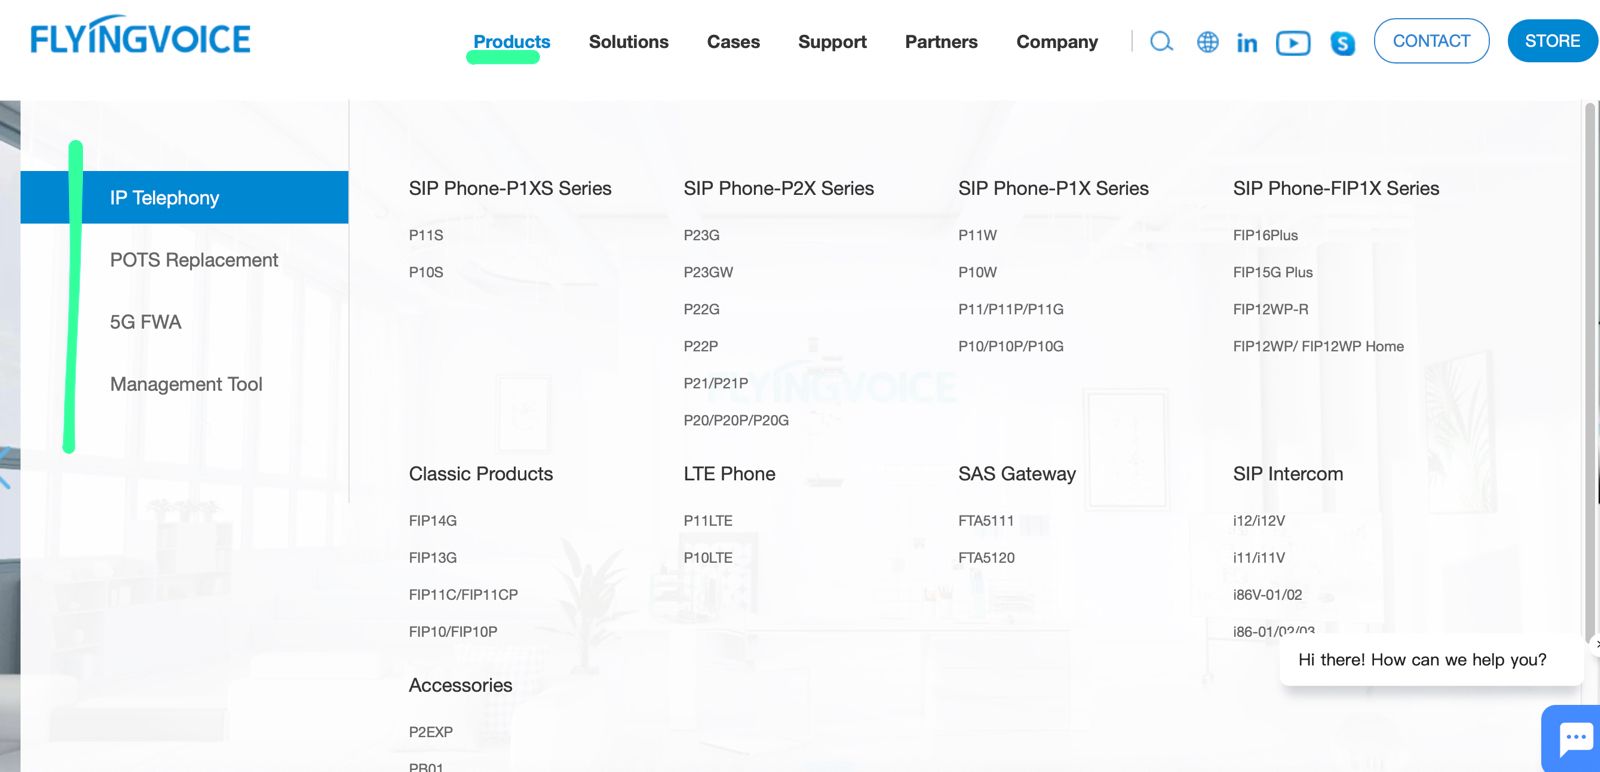 FLYINGVOICE
Products Solutions Cases Support Partners Company CONTACT STORE
IP Telephony
POTS Replacement
5G FWA
Management Tool
SIP Phone-P1XS Series
P11S
P10S
SIP Phone-P2X Series
P23G
P23GW
P22G
P22P
P21/P21P
P20/P20P/P20G
SIP Phone-P1X Series
P11W
P10W
P11/P11P/P11G
P10/P10P/P10G
SIP Phone-FIP1X Series
FIP16Plus
FIP15G Plus
FIP12WP-R
FIP12WP/ FIP12WP Home
FLYINGVOICE
Classic Products
FIP14G
FIP13G
FIP11C/FIP11CP
FIP10/FIP10P
LTE Phone
P11LTE
P10LTE
SAS Gateway
FTA5111
FTA5120
SIP Intercom
i12/i12V
i11/i11V
i86V-01/02
i86-01/02/03
Accessories
P2EXP
PB01
Hi there! How can we help you?